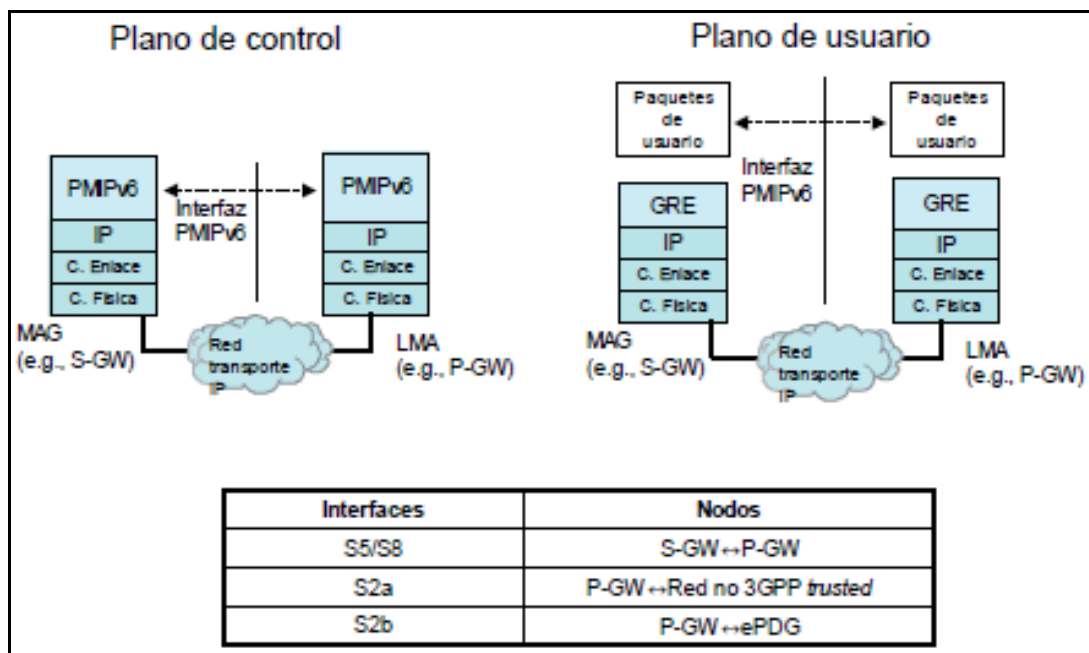 Plano de control
PMIPv6
IP
C. Enlace
C. Física
MAG
(e.g., S-GW)
Interfaz
PMIPv6
Red
transporte
IP
PMIPv6
IP
C. Enlace
C. Física
LMA
(e.g., P-GW)
Plano de usuario
Paquetes
de
usuario
GRE
IP
C. Enlace
C. Física
MAG
(e.g., S-GW)
Interfaz
PMIPv6
Red
transporte
IP
Paquetes
de
usuario
GRE
IP
C. Enlace
C. Física
LMA
(e.g., P-GW)
Interfaces Nodos
S5/S8 S-GW↔P-GW
S2a P-GW↔Red no 3GPP trusted
S2b P-GW↔ePDG